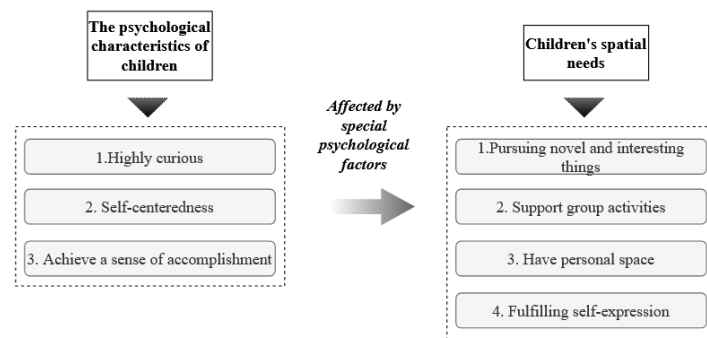 The psychological
characteristics of
children
1.Highly curious
2. Self-centeredness
3. Achieve a sense of accomplishment
Affected by
special
psychological
factors
Children's spatial
needs
1.Pursuing novel and interesting
things
2. Support group activities
3. Have personal space
4. Fulfilling self-expression